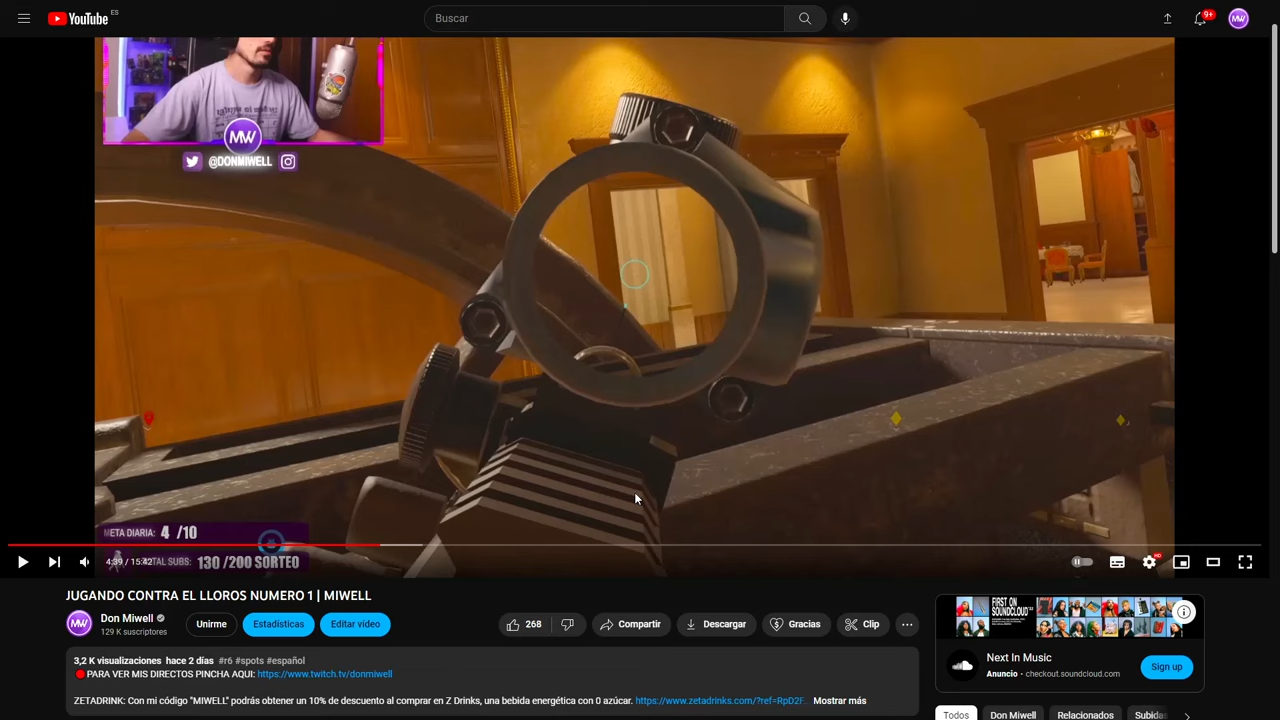 YouTube ES
Buscar
9+
MW
MW
@DONMIWELL
META DIARIA: 4 /10
TAL SUBS: 130 /200 SORTEO
4:39 / 15:42
HD
JUGANDO CONTRA EL LLOROS NUMERO 1 | MIWELL
MW
Don Miwell
129 K suscriptores
Unirme
Estadísticas
Editar vídeo
268
Compartir
Descargar
Gracias
Clip
3,2 K visualizaciones hace 2 días #r6 #spots #español
PARA VER MIS DIRECTOS PINCHA AQUI: https://www.twitch.tv/donmiwell
ZETADRINK: Con mi código "MIWELL" podrás obtener un 10% de descuento al comprar en Z Drinks, una bebida energética con 0 azúcar. https://www.zetadrinks.com/?ref=RpD2F... Mostrar más
FIRST ON
SOUNDCLOUD
Next In Music
Anuncio • checkout.soundcloud.com
Sign up
Todos
Don Miwell
Relacionados
Subidas